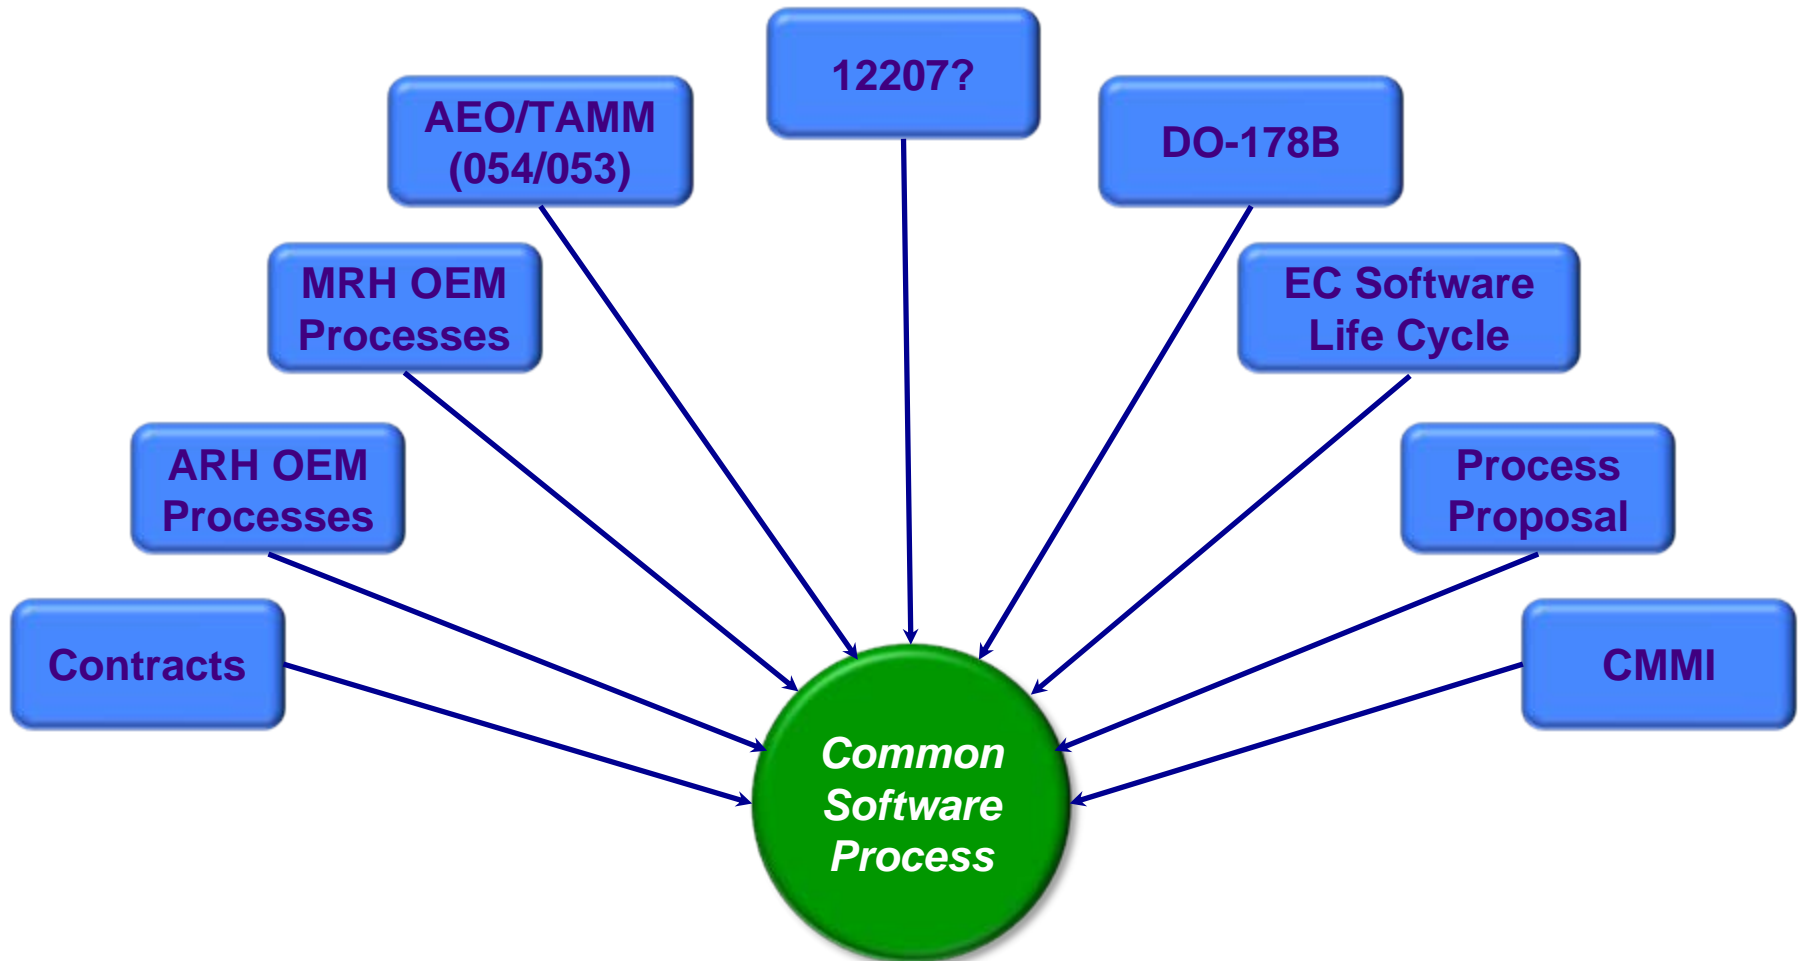 12207?
AEO/TAMM
(054/053)
DO-178B
MRH OEM
Processes
EC Software
Life Cycle
ARH OEM
Processes
Process
Proposal
Contracts
CMMI
Common
Software
Process